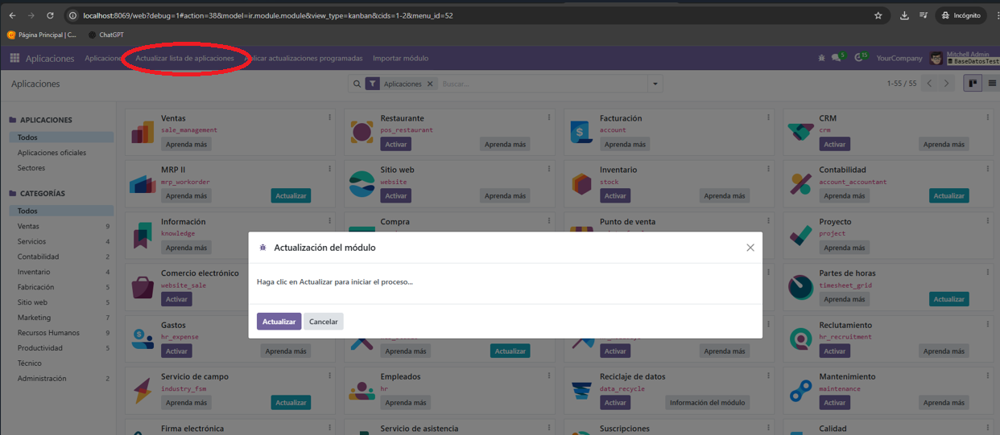 localhost:8069/web?debug=1#action=38&model=ir.module.module&view_type=kanban&cids=1-2&menu_id=52
Incógnito
Página Principal | C...
ChatGPT
Aplicaciones
Aplicacione
Actualizar lista de aplicaciones
licar actualizaciones programadas
Importar módulo
5
15
YourCompany
Mitchell Admin
BaseDatosTest
Aplicaciones
Aplicaciones
Buscar...
1-55 / 55
APLICACIONES
Todos
Aplicaciones oficiales
Sectores
CATEGORÍAS
Todos
Ventas 9
Servicios 4
Contabilidad 2
Inventario 4
Fabricación 5
Sitio web 5
Marketing 7
Recursos Humanos 9
Productividad 5
Técnico
Administración 2
Ventas
sale_management
Aprenda más
Restaurante
pos_restaurant
Activar
Aprenda más
Facturación
account
Aprenda más
CRM
crm
Activar
Aprenda más
MRP II
mrp_workorder
Aprenda más
Actualizar
Sitio web
website
Activar
Aprenda más
Inventario
stock
Activar
Aprenda más
Contabilidad
account_accountant
Aprenda más
Actualizar
Información
knowledge
Aprenda más
Compra
Punto de venta
Proyecto
project
Aprenda más
Actualización del módulo
Haga clic en Actualizar para iniciar el proceso...
Actualizar
Cancelar
Comercio electrónico
website_sale
Activar
Partes de horas
timesheet_grid
Aprenda más
Actualizar
Gastos
hr_expense
Activar
Aprenda más
Aprenda más
Actualizar
Activar
Aprenda más
Reclutamiento
hr_recruitment
Activar
Aprenda más
Servicio de campo
industry_fsm
Aprenda más
Actualizar
Empleados
hr
Aprenda más
Reciclaje de datos
data_recycle
Activar
Información del módulo
Mantenimiento
maintenance
Activar
Aprenda más
Firma electrónica
Servicio de asistencia
Suscripciones
Calidad